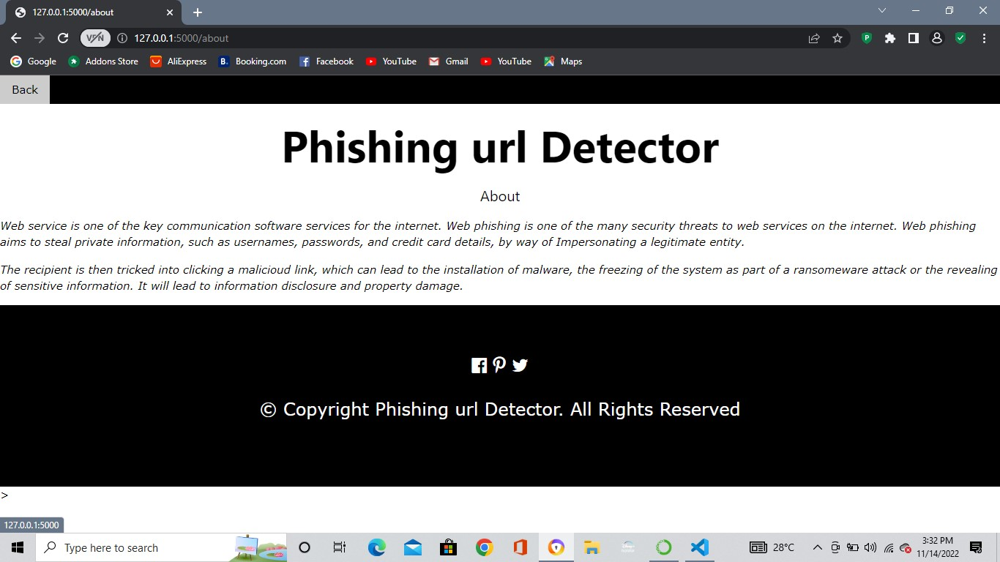 127.0.0.1:5000/about
VPN 127.0.0.1:5000/about
Google Addons Store AliExpress B. Booking.com Facebook YouTube Gmail YouTube Maps
Back
Phishing url Detector
About
Web service is one of the key communication software services for the internet. Web phishing is one of the many security threats to web services on the internet. Web phishing
aims to steal private information, such as usernames, passwords, and credit card details, by way of Impersonating a legitimate entity.
The recipient is then tricked into clicking a malicioud link, which can lead to the installation of malware, the freezing of the system as part of a ransomeware attack or the revealing
of sensitive information. It will lead to information disclosure and property damage.
© Copyright Phishing url Detector. All Rights Reserved
>
127.0.0.1:5000
Type here to search
28°C
3:32 PM
11/14/2022